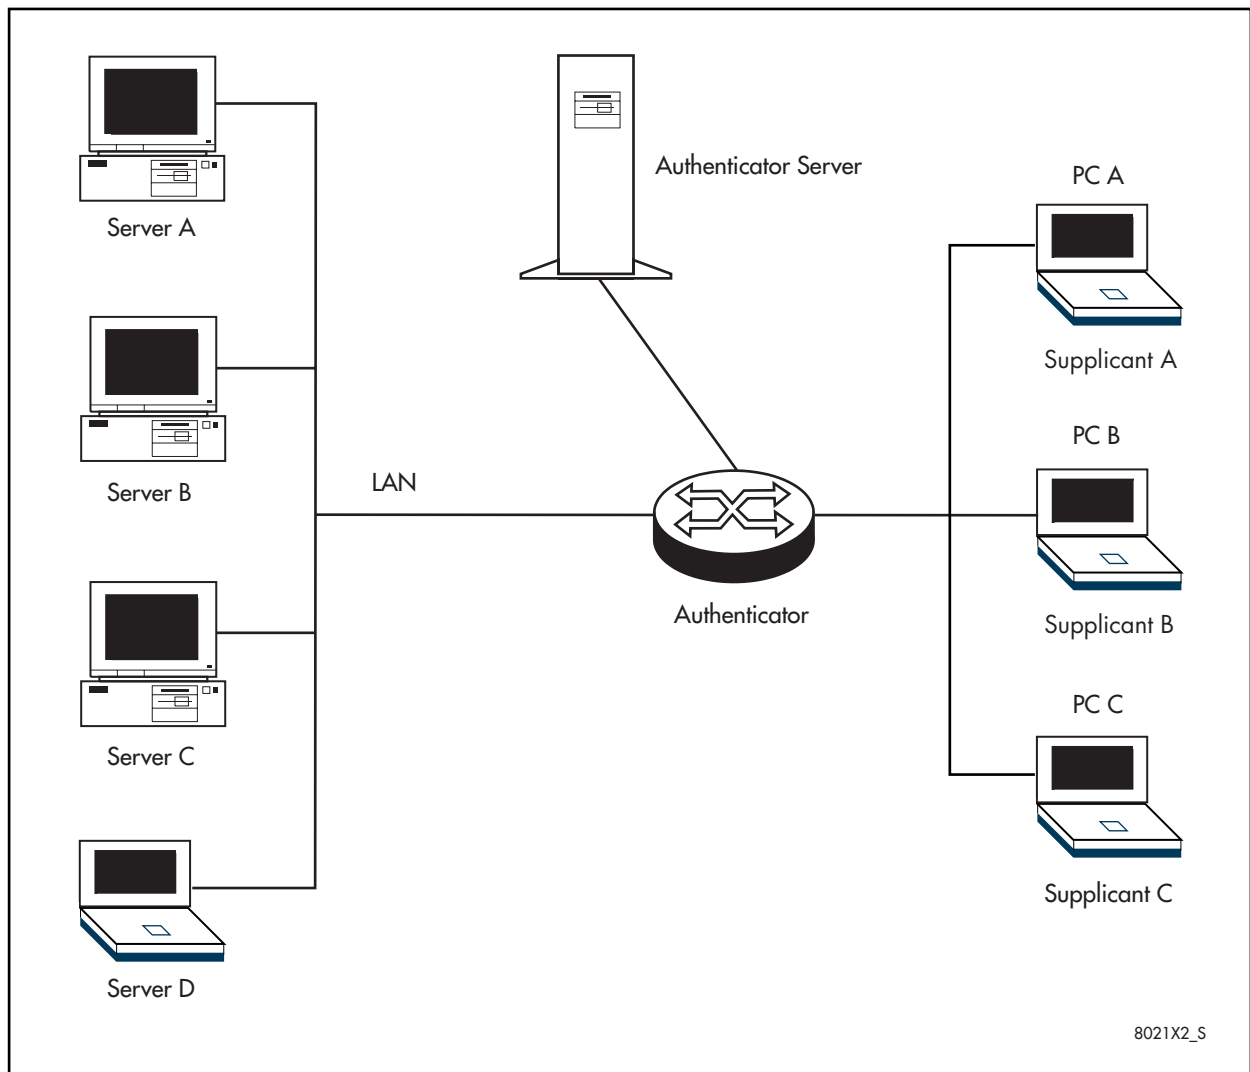 Server A
Server B
Server C
Server D
LAN
Authenticator Server
Authenticator
PC A
Supplicant A
PC B
Supplicant B
PC C
Supplicant C
8021X2_S